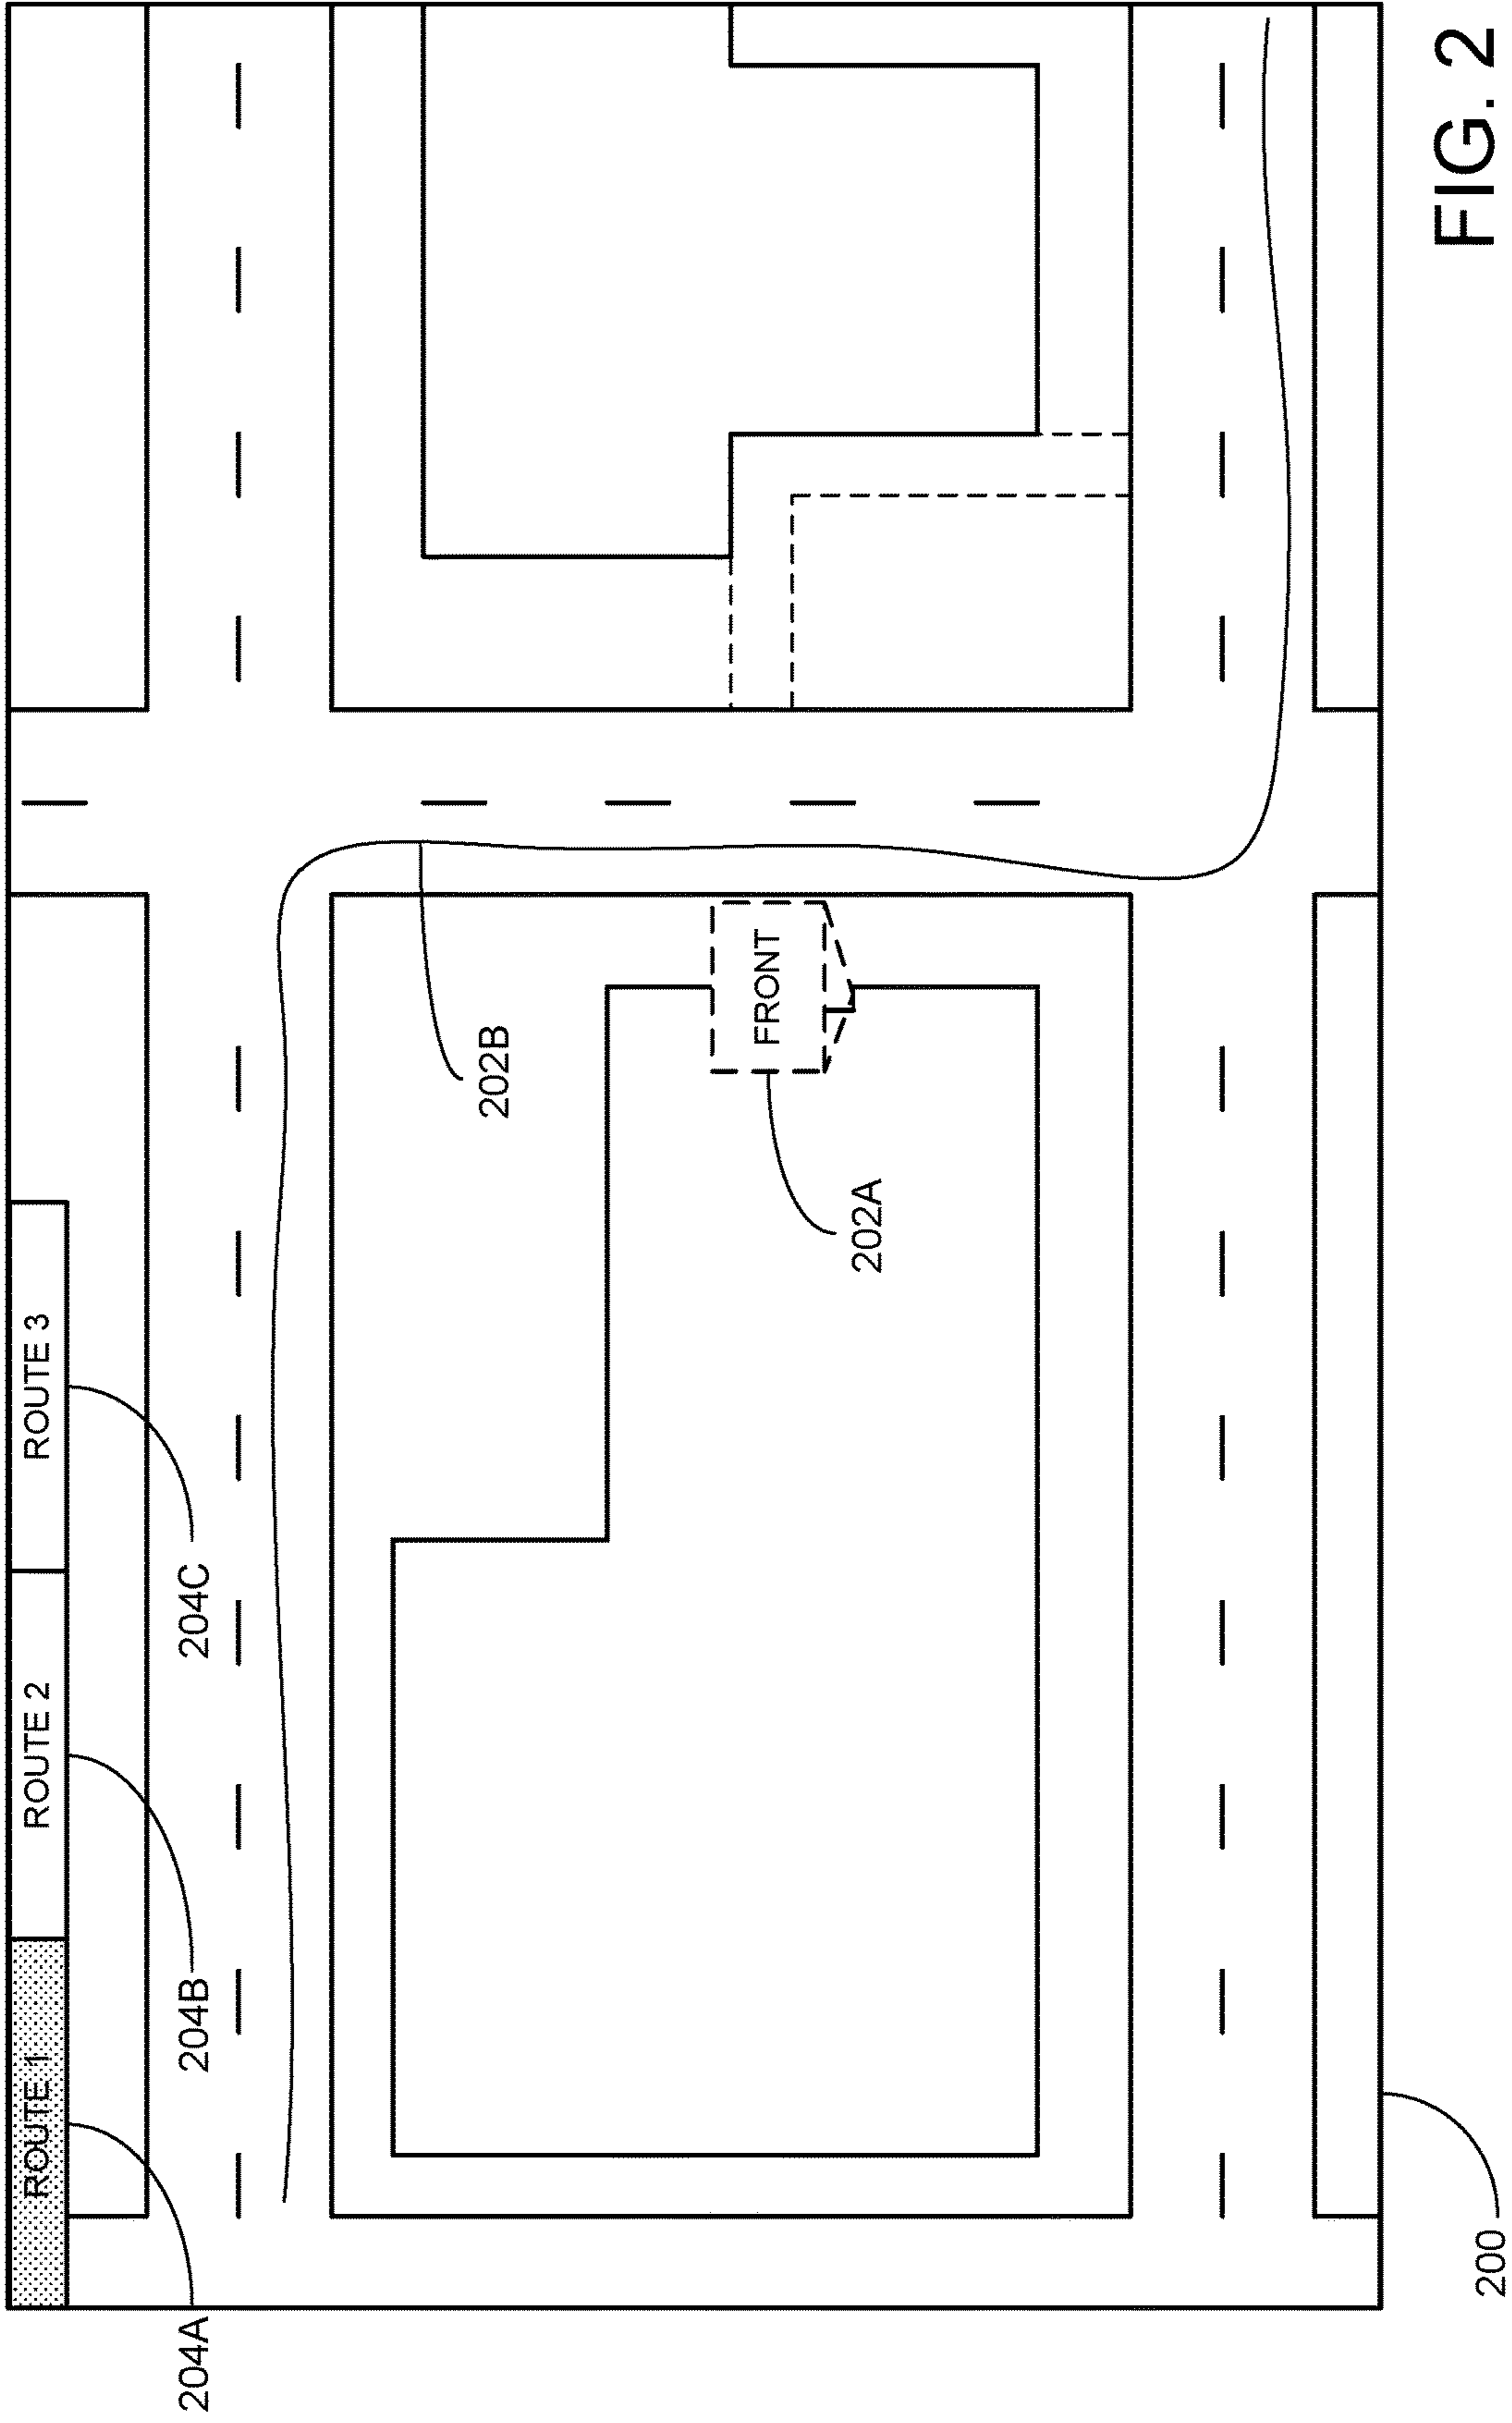 204A
204B
204C
ROUTE 1
ROUTE 2
ROUTE 3
202B
FRONT
202A
200
FIG. 2